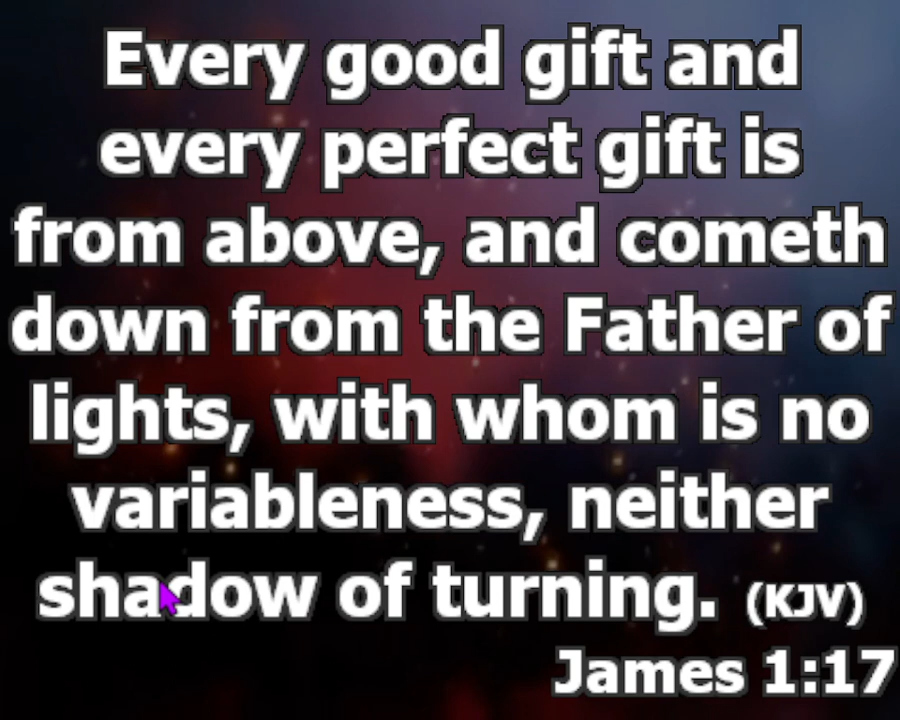 Every good gift and
every perfect gift is
from above, and cometh
down from the Father of
lights, with whom is no
variableness, neither
shadow of turning. (KJV)
James 1:17